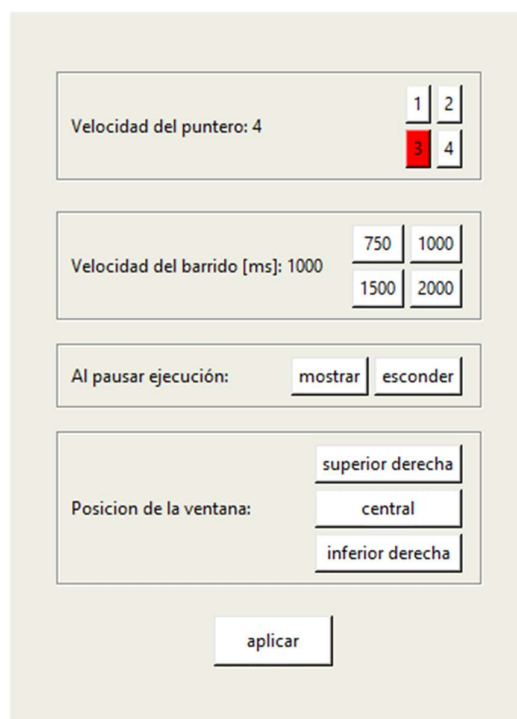 1 2
Velocidad del puntero: 4
3 4
750 1000
Velocidad del barrido [ms]: 1000
1500 2000
Al pausar ejecución: mostrar esconder
superior derecha
Posicion de la ventana: central
inferior derecha
aplicar